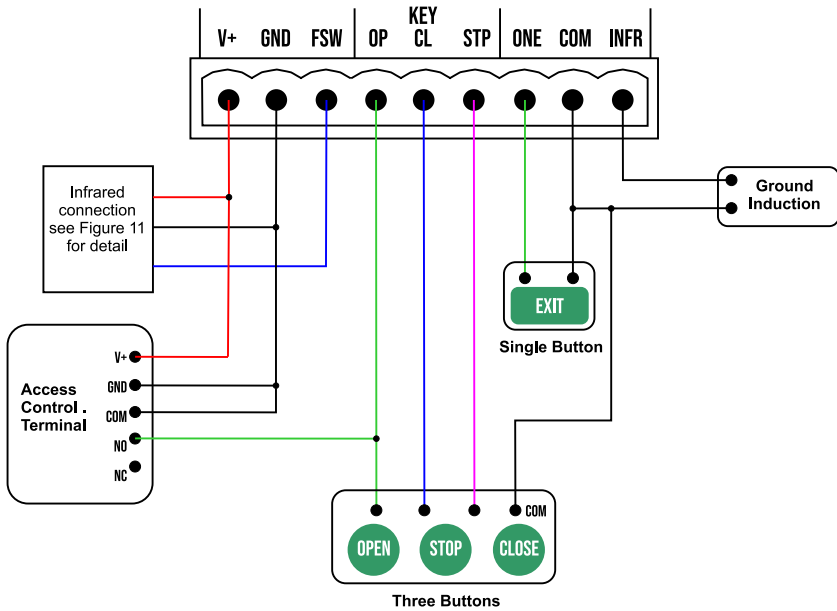 KEY
V+ GND FSW OP CL STP ONE COM INFR
Infrared
connection
see Figure 11
for detail
Ground
Induction
EXIT
Single Button
Access
Control .
Terminal
V+
GND
COM
NO
NC
COM
OPEN STOP CLOSE
Three Buttons